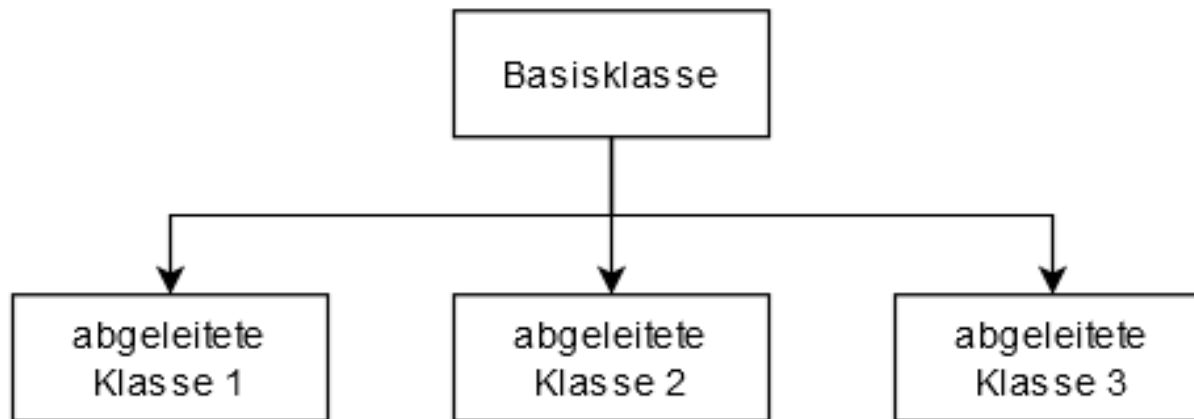 Basisklasse
abgeleitete
Klasse 1
abgeleitete
Klasse 2
abgeleitete
Klasse 3